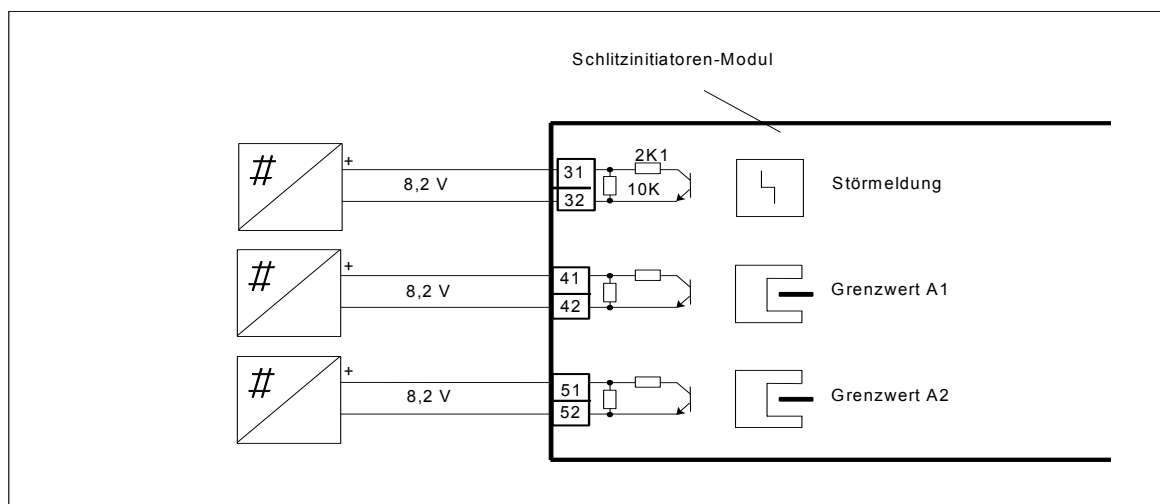 Schlitzinitiatoren-Modul
#
+
8,2 V
31
32
2K1
10K
Störmeldung
#
+
8,2 V
41
42
Grenzwert A1
#
+
8,2 V
51
52
Grenzwert A2